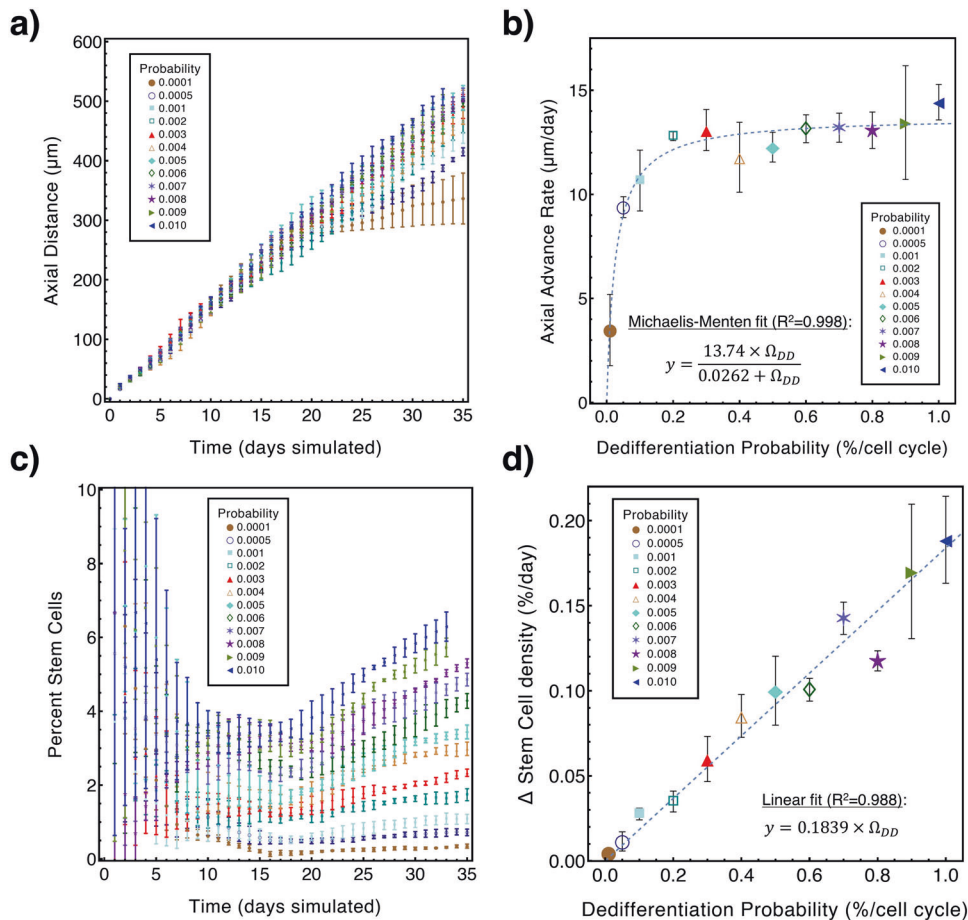 a)
600
500
400
300
200
100
0
Axial Distance (μm)
Probability
0.0001
0.0005
0.001
0.002
0.003
0.004
0.005
0.006
0.007
0.008
0.009
0.010
0 5 10 15 20 25 30 35
Time (days simulated)
b)
15
10
5
0
Axial Advance Rate (μm/day)
Probability
0.0001
0.0005
0.001
0.002
0.003
0.004
0.005
0.006
0.007
0.008
0.009
0.010
Michaelis-Menten fit (R²=0.998):
y = 13.74 × Ω_DD / 0.0262 + Ω_DD
0.0 0.2 0.4 0.6 0.8 1.0
Dedifferentiation Probability (%/cell cycle)
c)
10
8
6
4
2
0
Percent Stem Cells
Probability
0.0001
0.0005
0.001
0.002
0.003
0.004
0.005
0.006
0.007
0.008
0.009
0.010
0 5 10 15 20 25 30 35
Time (days simulated)
d)
0.20
0.15
0.10
0.05
0.00
Δ Stem Cell density (%/day)
Probability
0.0001
0.0005
0.001
0.002
0.003
0.004
0.005
0.006
0.007
0.008
0.009
0.010
Linear fit (R²=0.988):
y = 0.1839 × Ω_DD
0.0 0.2 0.4 0.6 0.8 1.0
Dedifferentiation Probability (%/cell cycle)